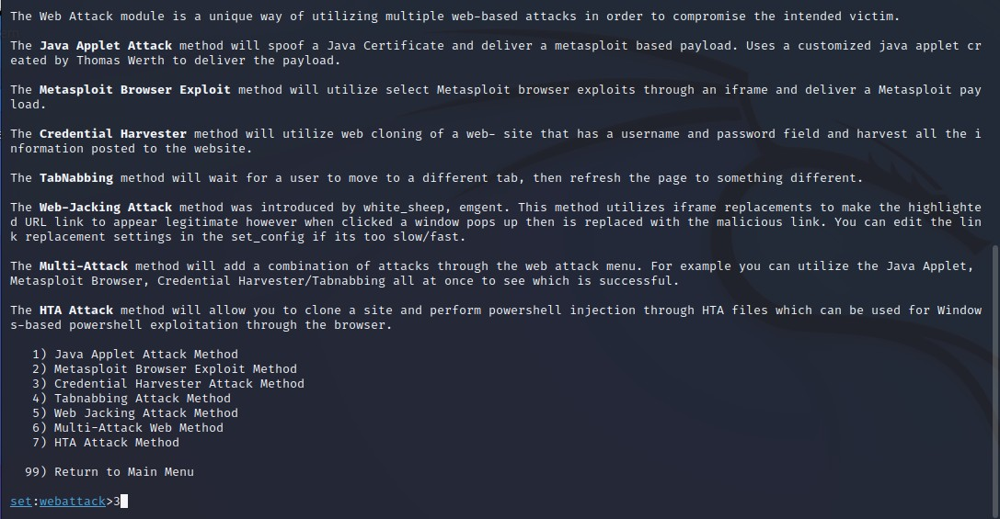 The Web Attack module is a unique way of utilizing multiple web-based attacks in order to compromise the intended victim.
The Java Applet Attack method will spoof a Java Certificate and deliver a metasploit based payload. Uses a customized java applet cr
eated by Thomas Werth to deliver the payload.
The Metasploit Browser Exploit method will utilize select Metasploit browser exploits through an iframe and deliver a Metasploit pay
load.
The Credential Harvester method will utilize web cloning of a web- site that has a username and password field and harvest all the i
nformation posted to the website.
The TabNabbing method will wait for a user to move to a different tab, then refresh the page to something different.
The Web-Jacking Attack method was introduced by white_sheep, emgent. This method utilizes iframe replacements to make the highlighte
d URL link to appear legitimate however when clicked a window pops up then is replaced with the malicious link. You can edit the lin
k replacement settings in the set_config if its too slow/fast.
The Multi-Attack method will add a combination of attacks through the web attack menu. For example you can utilize the Java Applet,
Metasploit Browser, Credential Harvester/Tabnabbing all at once to see which is successful.
The HTA Attack method will allow you to clone a site and perform powershell injection through HTA files which can be used for Window
s-based powershell exploitation through the browser.
1) Java Applet Attack Method
2) Metasploit Browser Exploit Method
3) Credential Harvester Attack Method
4) Tabnabbing Attack Method
5) Web Jacking Attack Method
6) Multi-Attack Web Method
7) HTA Attack Method
99) Return to Main Menu
set:webattack>3